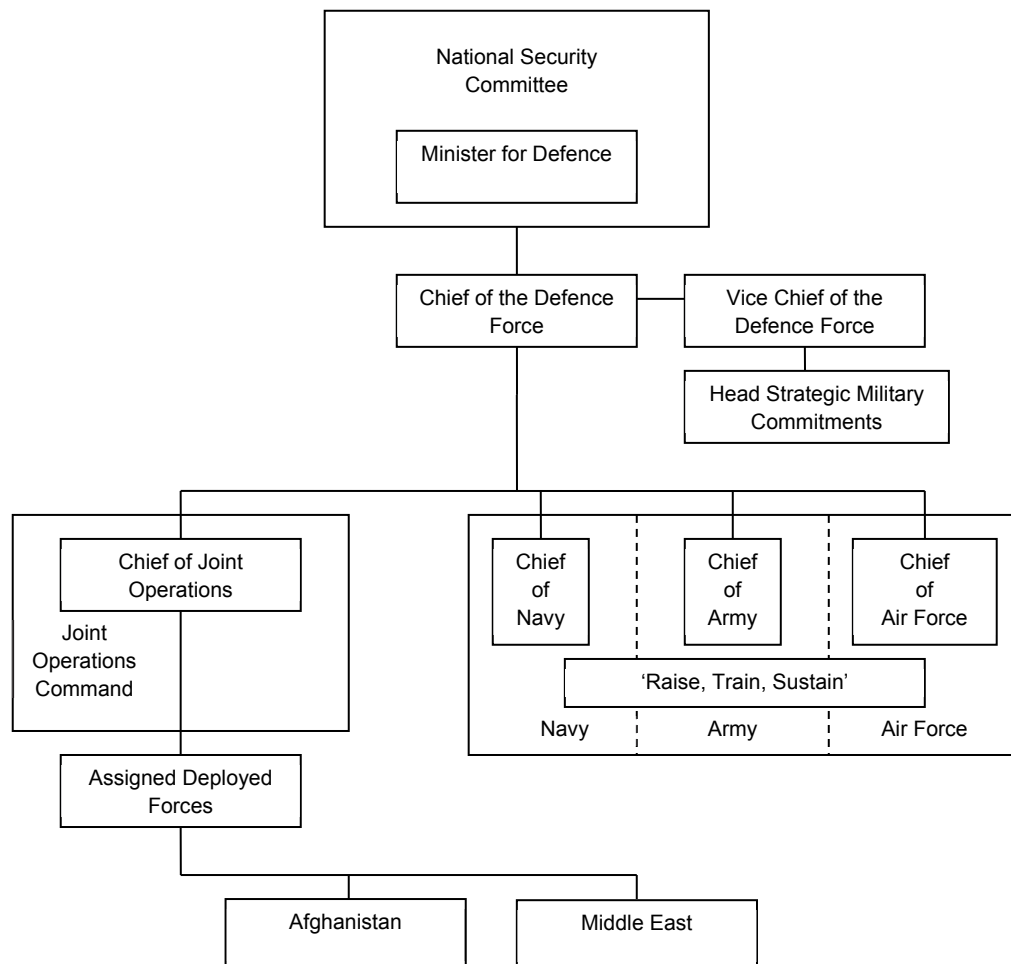 National Security
Committee
Minister for Defence
Chief of the Defence
Force
Vice Chief of the
Defence Force
Head Strategic Military
Commitments
Chief of Joint
Operations
Joint
Operations
Command
Chief
of
Navy
Chief
of
Army
Chief
of
Air Force
‘Raise, Train, Sustain’
Navy
Army
Air Force
Assigned Deployed
Forces
Afghanistan
Middle East